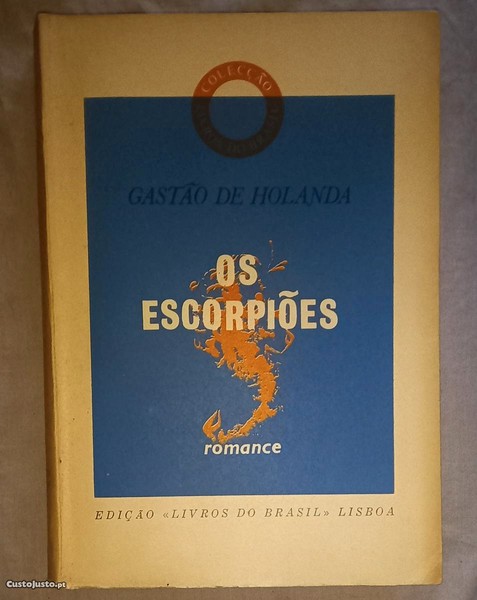 COLECÇÃO
GASTÃO DE HOLANDA
OS
ESCORPIÕES
romance
EDIÇÃO «LIVROS DO BRASIL» LISBOA
CustoJusto.pt